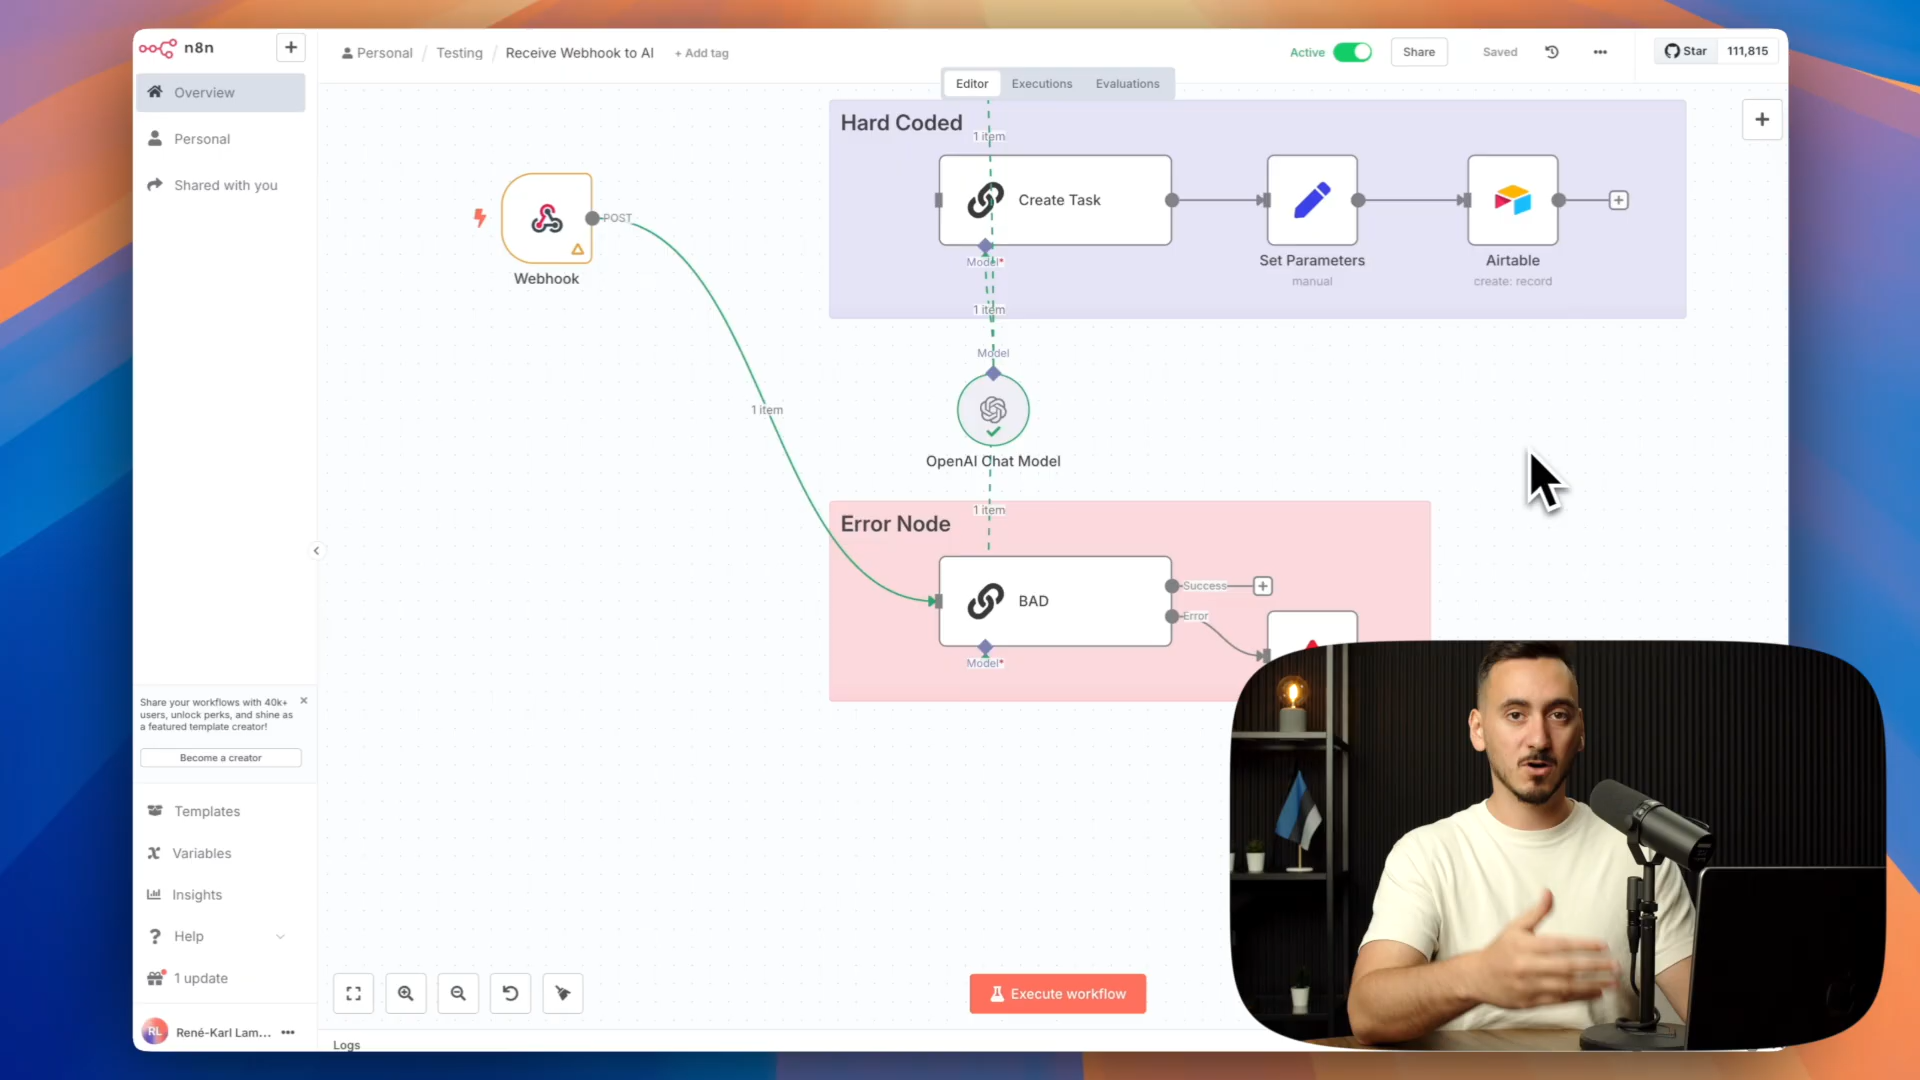 n8n
Personal / Testing / Receive Webhook to AI + Add tag
Active
Share
Saved
Star 111,815
Editor Executions Evaluations
Overview
Personal
Shared with you
Hard Coded
1 item
Create Task
Model*
Set Parameters
manual
Airtable
create: record
POST
Webhook
1 item
Model
1 item
OpenAI Chat Model
Error Node
1 item
BAD
Success
Error
Model*
Share your workflows with 40k+
users, unlock perks, and shine as
a featured template creator!
Become a creator
Templates
Variables
Insights
Help
1 update
RL René-Karl Lam...
Execute workflow
Logs